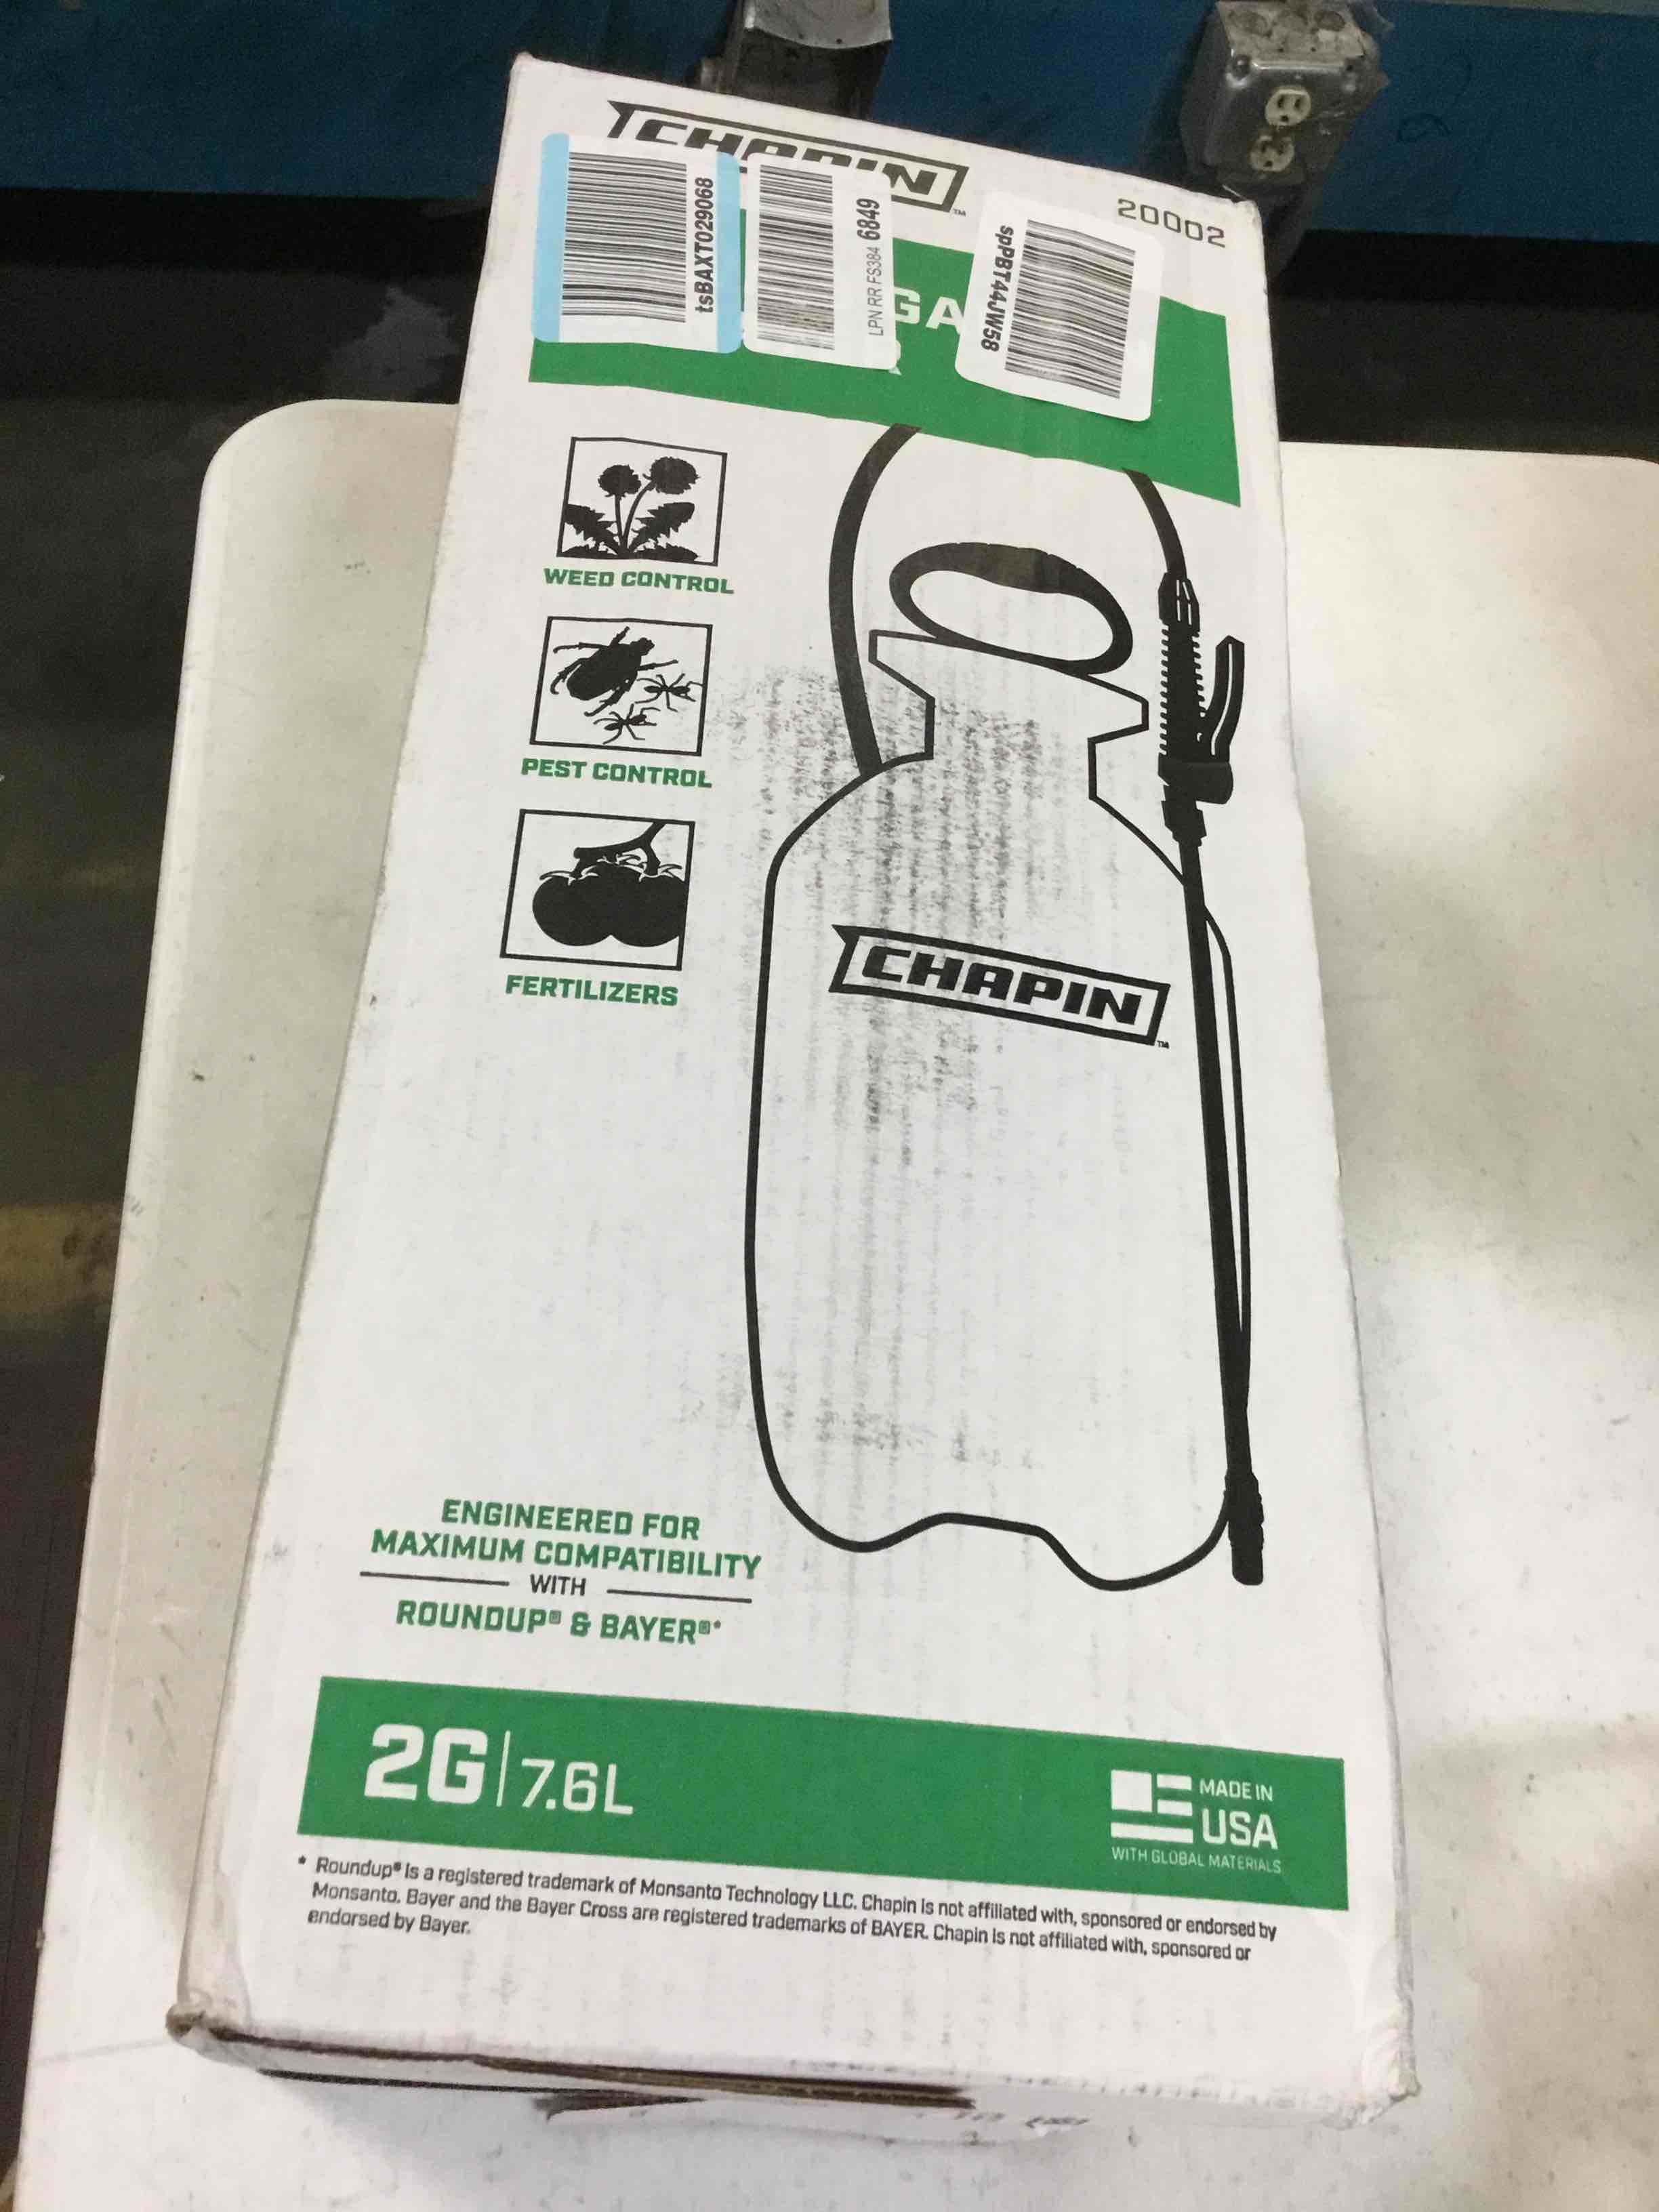 CHAPIN
TM
20002
tsBAXT029068
LPN RR FS384 6849
spPBT44JW58
GA
WEED CONTROL
PEST CONTROL
FERTILIZERS
CHAPIN
TM
ENGINEERED FOR
MAXIMUM COMPATIBILITY
WITH
ROUNDUP® & BAYER®*
2G|7.6L
MADE IN
USA
WITH GLOBAL MATERIALS
* Roundup® is a registered trademark of Monsanto Technology LLC. Chapin is not affiliated with, sponsored or endorsed by
Monsanto. Bayer and the Bayer Cross are registered trademarks of BAYER. Chapin is not affiliated with, sponsored or
endorsed by Bayer.